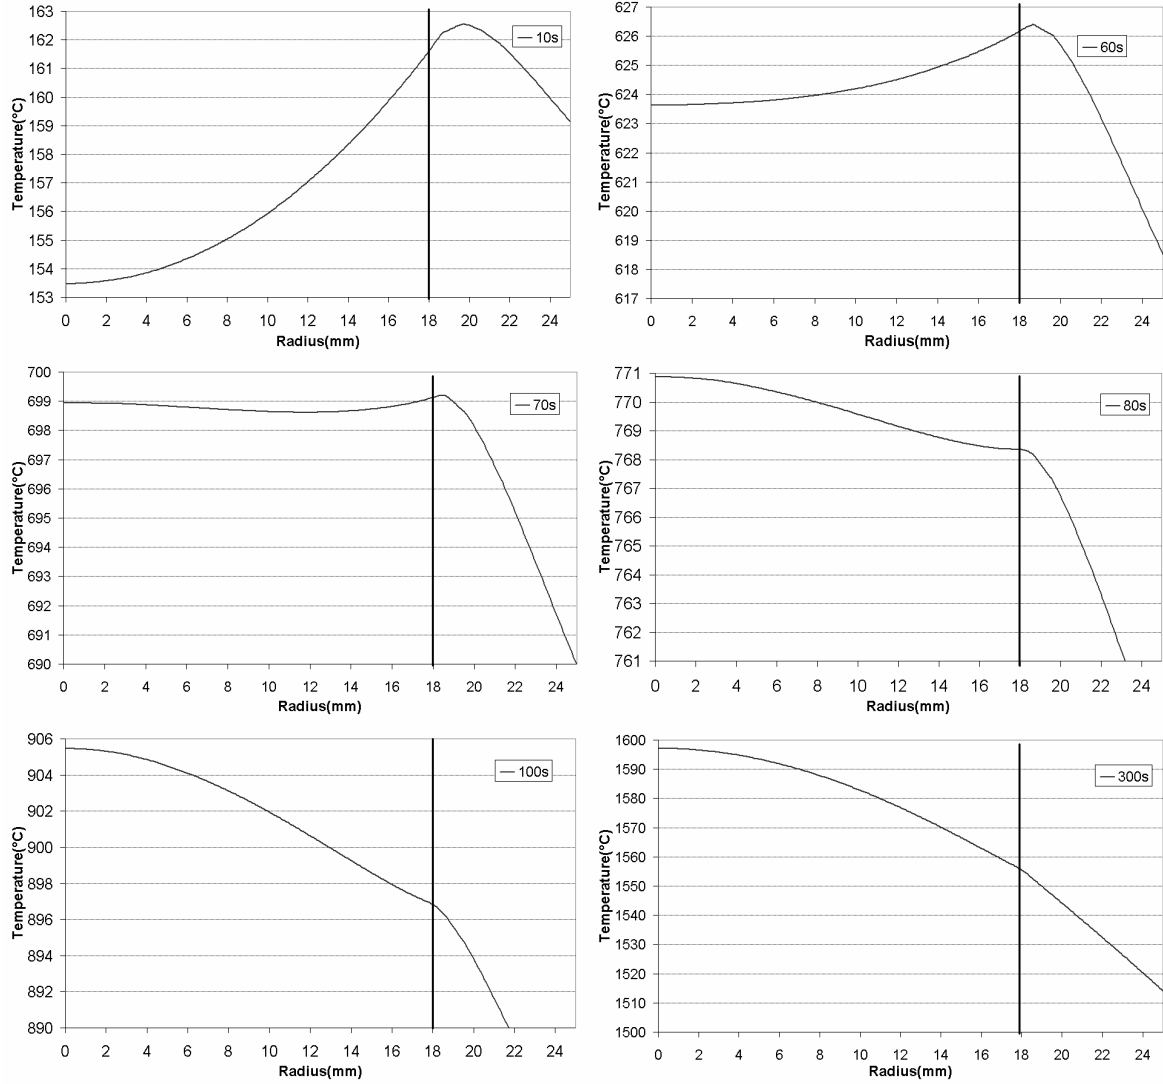 163
162
161
160
159
158
157
156
155
154
153
Temperature(°C)
10s
0 2 4 6 8 10 12 14 16 18 20 22 24
Radius(mm)
627
626
625
624
623
622
621
620
619
618
617
Temperature(°C)
60s
0 2 4 6 8 10 12 14 16 18 20 22 24
Radius(mm)
700
699
698
697
696
695
694
693
692
691
690
Temperature(°C)
70s
0 2 4 6 8 10 12 14 16 18 20 22 24
Radius(mm)
771
770
769
768
767
766
765
764
763
762
761
Temperature(°C)
80s
0 2 4 6 8 10 12 14 16 18 20 22 24
Radius(mm)
906
904
902
900
898
896
894
892
890
Temperature(°C)
100s
0 2 4 6 8 10 12 14 16 18 20 22 24
Radius(mm)
1600
1590
1580
1570
1560
1550
1540
1530
1520
1510
1500
Temperature(°C)
300s
0 2 4 6 8 10 12 14 16 18 20 22 24
Radius(mm)